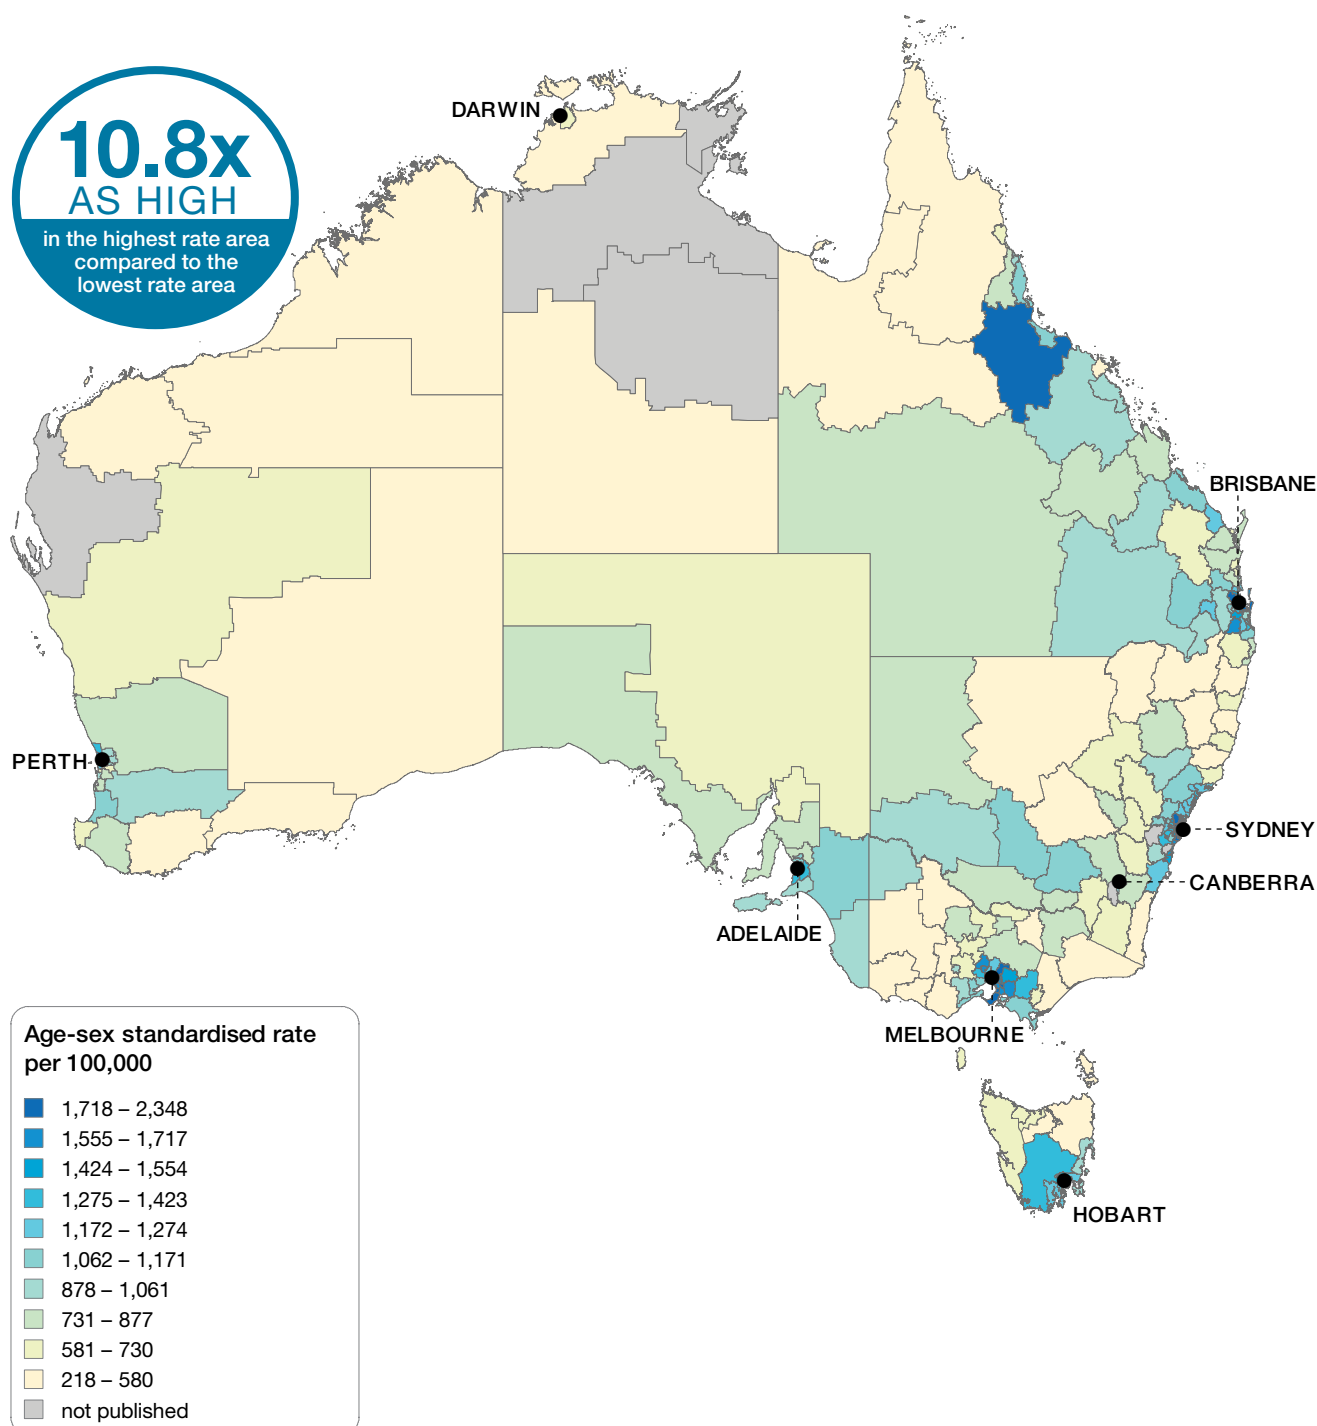 10.8x
AS HIGH
in the highest rate area
compared to the
lowest rate area
DARWIN
BRISBANE
PERTH
SYDNEY
CANBERRA
ADELAIDE
MELBOURNE
HOBART
Age-sex standardised rate
per 100,000
1,718 – 2,348
1,555 – 1,717
1,424 – 1,554
1,275 – 1,423
1,172 – 1,274
1,062 – 1,171
878 – 1,061
731 – 877
581 – 730
218 – 580
not published